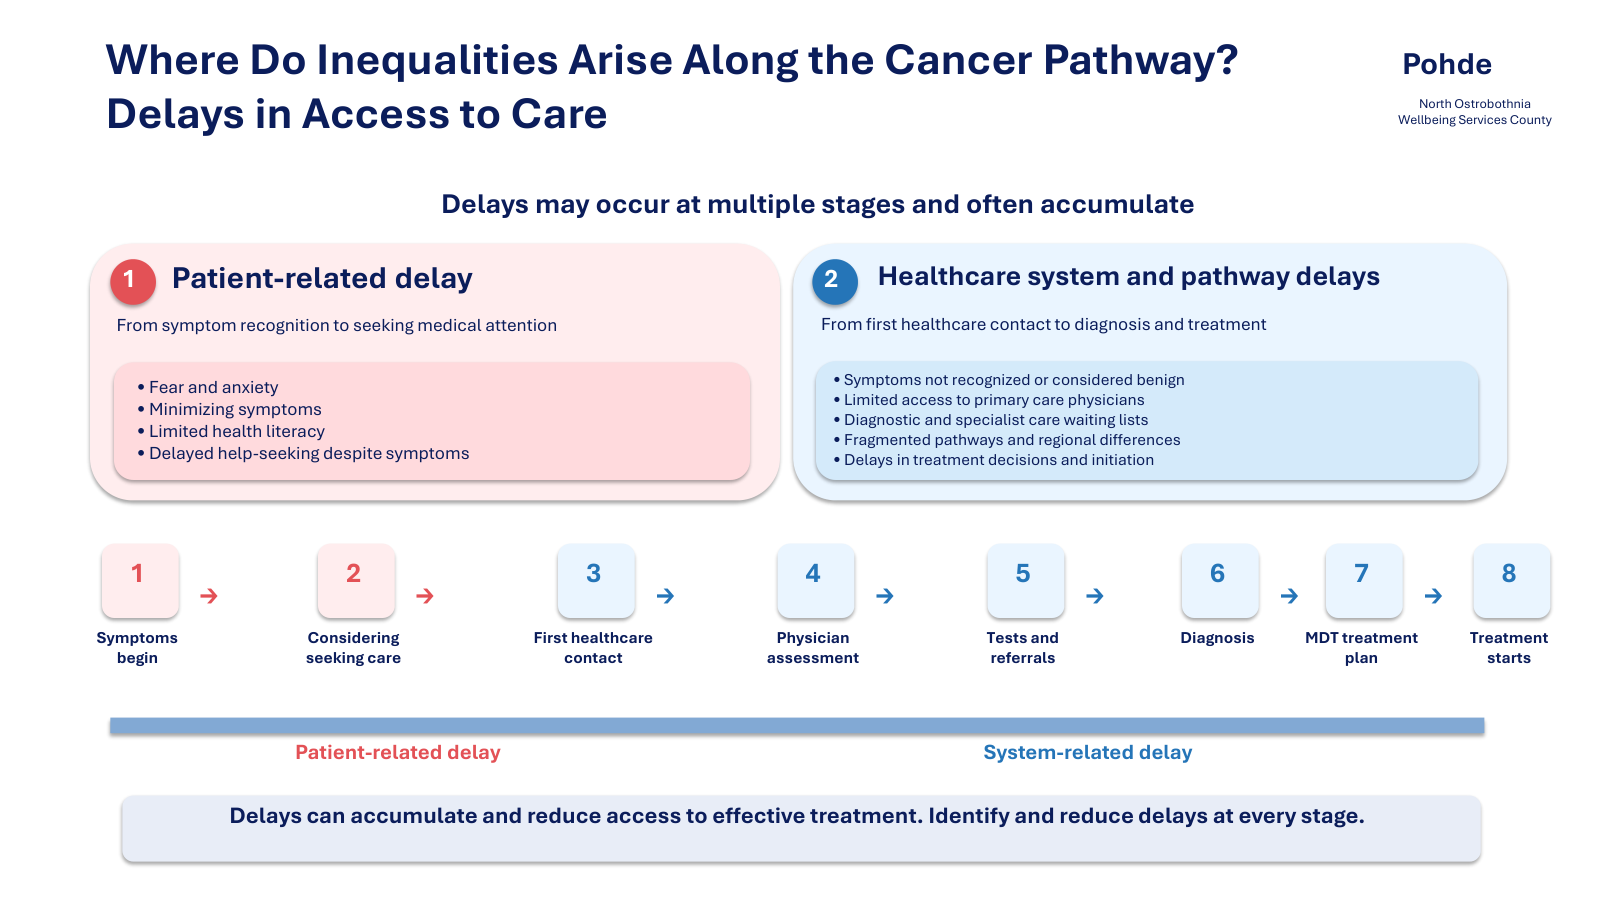 Where Do Inequalities Arise Along the Cancer Pathway?
Delays in Access to Care
Pohde
North Ostrobothnia
Wellbeing Services County
Delays may occur at multiple stages and often accumulate
1
Patient-related delay
From symptom recognition to seeking medical attention
• Fear and anxiety
• Minimizing symptoms
• Limited health literacy
• Delayed help-seeking despite symptoms
2
Healthcare system and pathway delays
From first healthcare contact to diagnosis and treatment
• Symptoms not recognized or considered benign
• Limited access to primary care physicians
• Diagnostic and specialist care waiting lists
• Fragmented pathways and regional differences
• Delays in treatment decisions and initiation
1
→
Symptoms
begin
2
→
Considering
seeking care
3
→
First healthcare
contact
4
→
Physician
assessment
5
→
Tests and
referrals
6
→
Diagnosis
7
→
MDT treatment
plan
8
Treatment
starts
Patient-related delay
System-related delay
Delays can accumulate and reduce access to effective treatment. Identify and reduce delays at every stage.